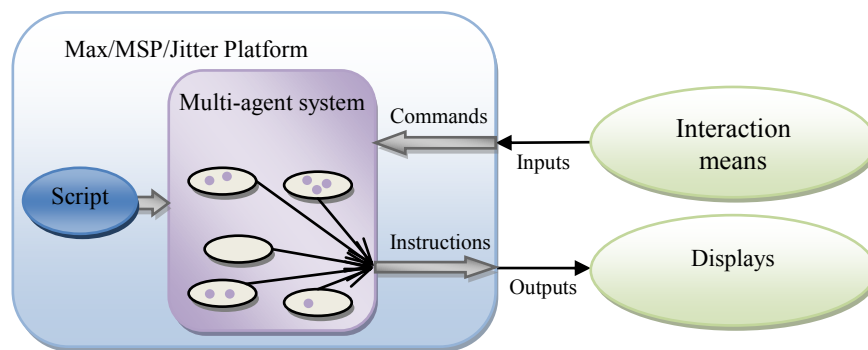 Max/MSP/Jitter Platform
Multi-agent system
Script
Commands
Inputs
Interaction
means
Instructions
Outputs
Displays